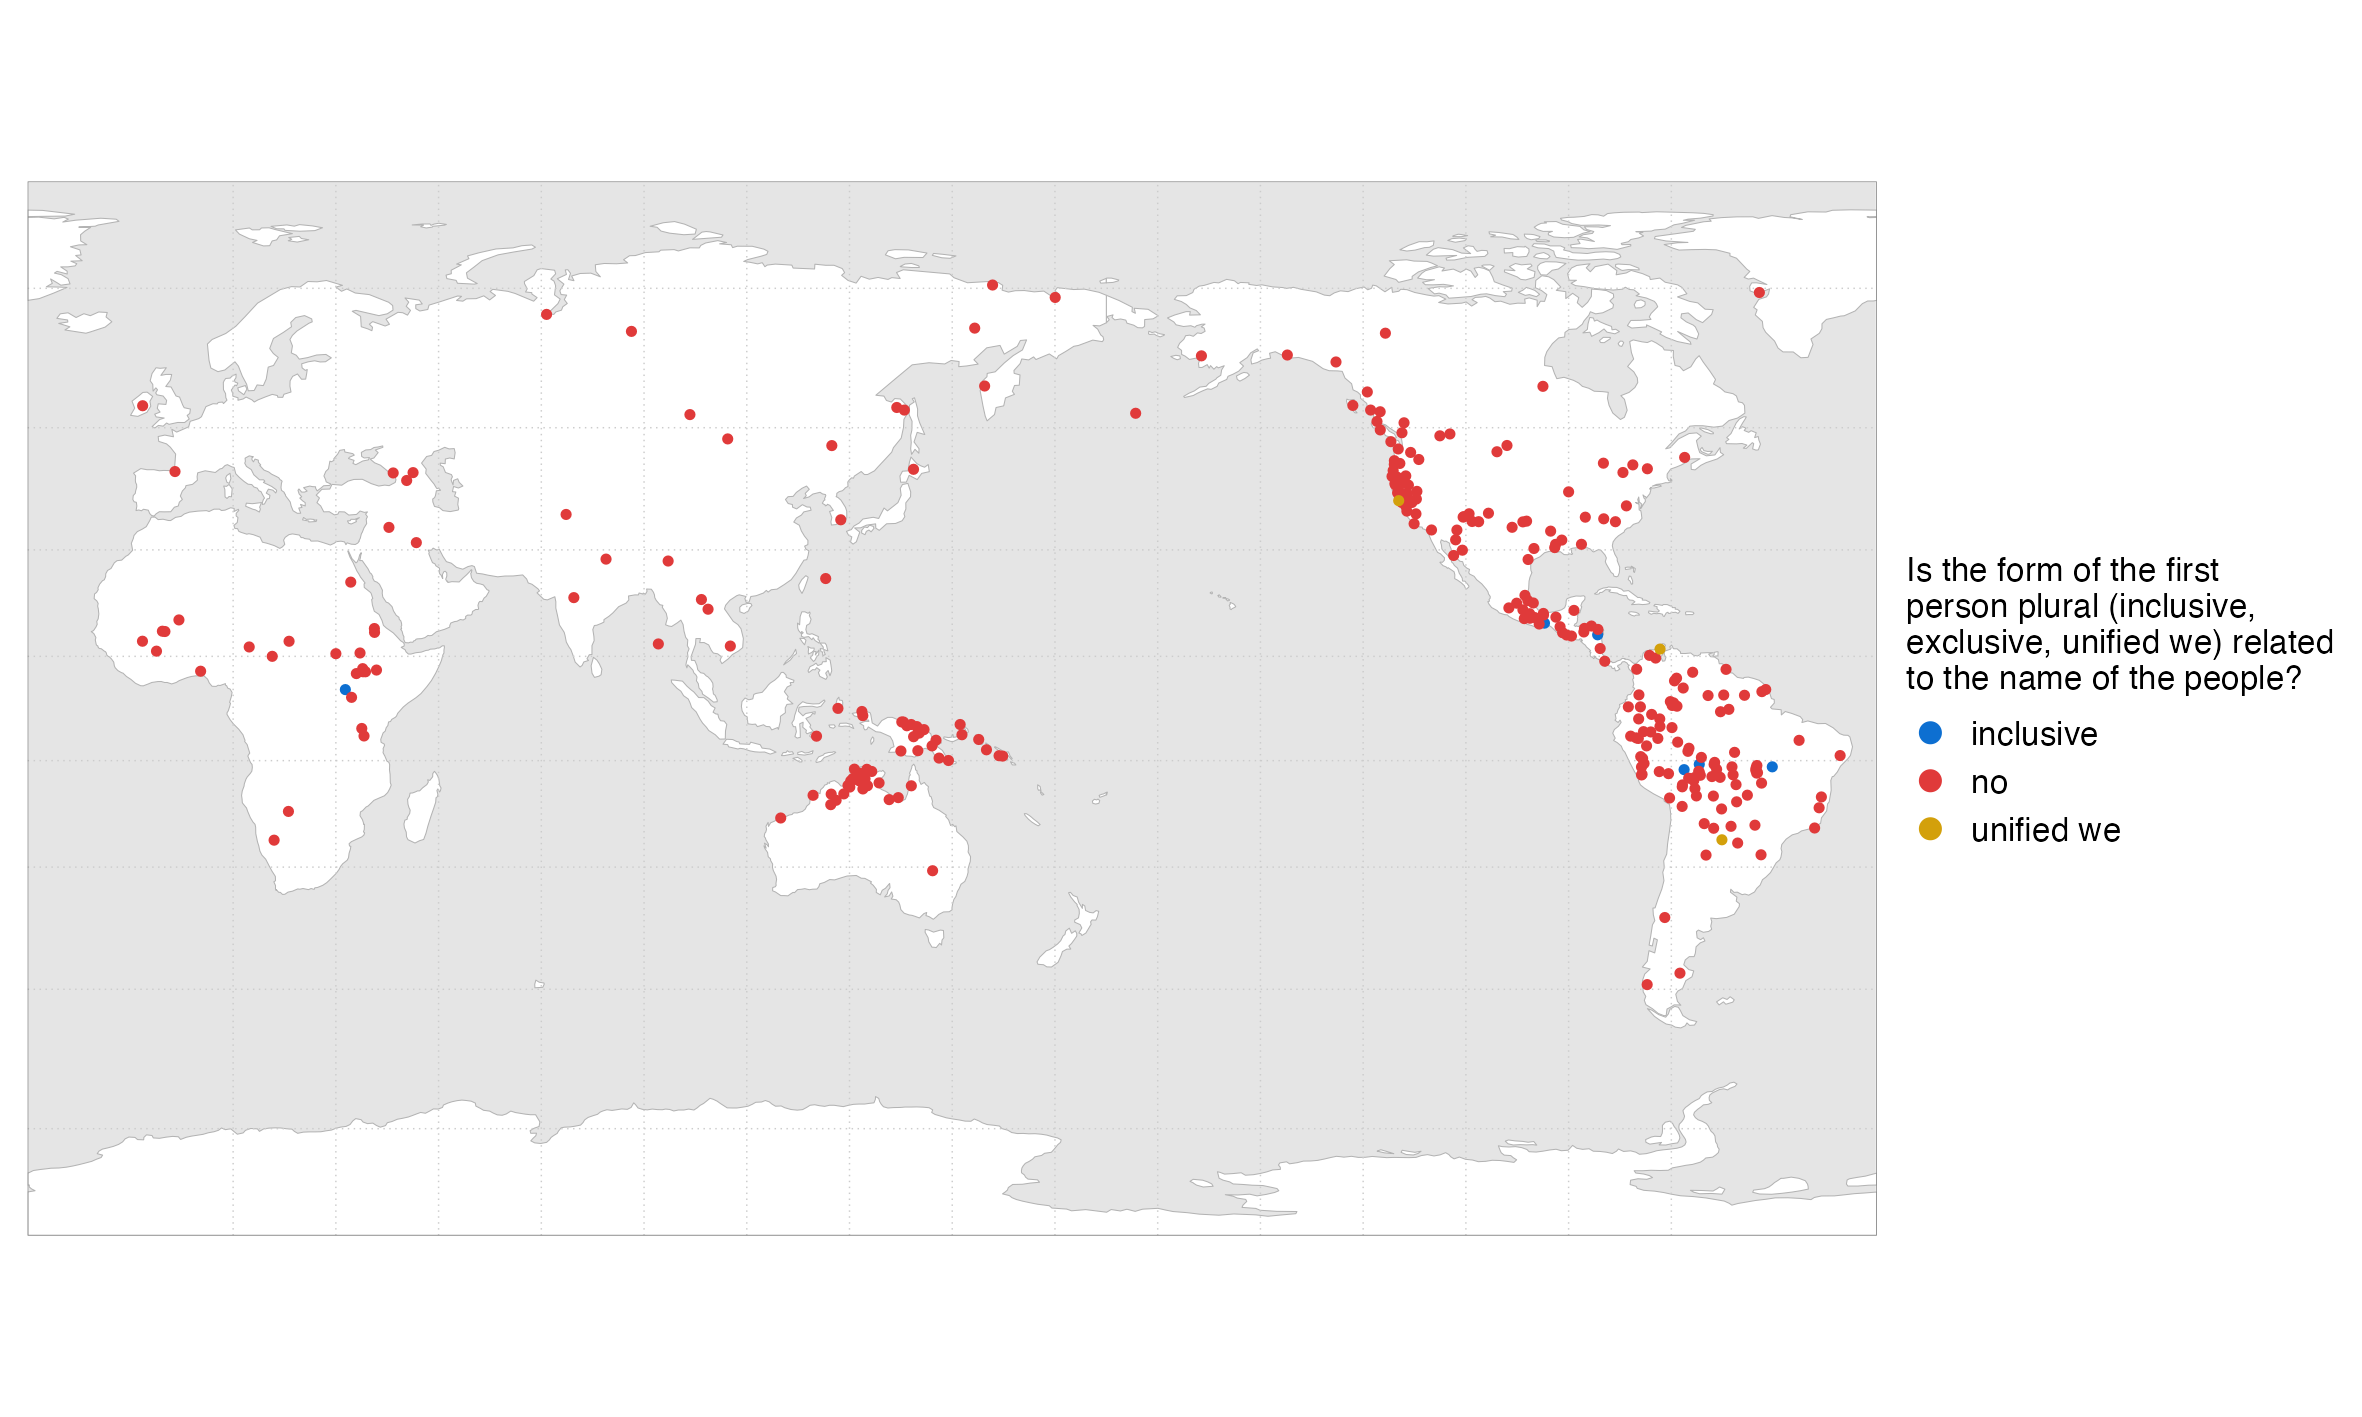 Is the form of the first
person plural (inclusive,
exclusive, unified we) related
to the name of the people?
inclusive
no
unified we